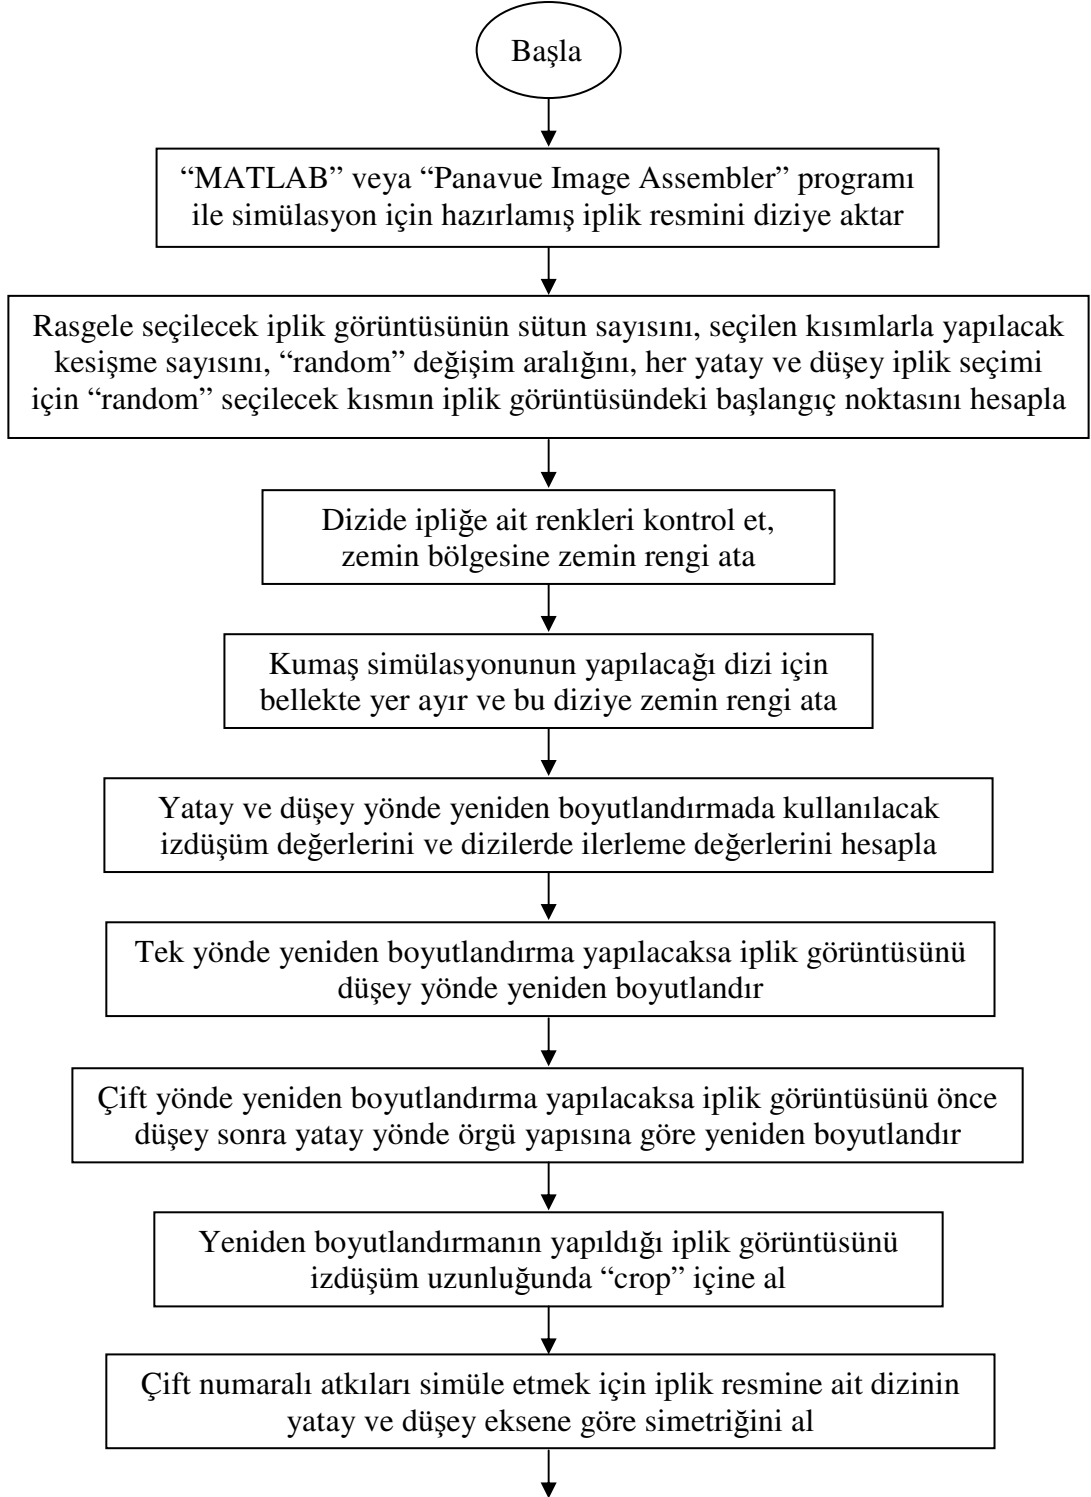 Başla
“MATLAB” veya “Panavue Image Assembler” programı
ile simülasyon için hazırlamış iplik resmini diziye aktar
Rasgele seçilecek iplik görüntüsünün sütun sayısını, seçilen kısımlarla yapılacak
kesişme sayısını, “random” değişim aralığını, her yatay ve düşey iplik seçimi
için “random” seçilecek kısmın iplik görüntüsündeki başlangıç noktasını hesapla
Dizide ipliğe ait renkleri kontrol et,
zemin bölgesine zemin rengi ata
Kumaş simülasyonunun yapılacağı dizi için
bellekte yer ayır ve bu diziye zemin rengi ata
Yatay ve düşey yönde yeniden boyutlandırmada kullanılacak
izdüşüm değerlerini ve dizilerde ilerleme değerlerini hesapla
Tek yönde yeniden boyutlandırma yapılacaksa iplik görüntüsünü
düşey yönde yeniden boyutlandır
Çift yönde yeniden boyutlandırma yapılacaksa iplik görüntüsünü önce
düşey sonra yatay yönde örgü yapısına göre yeniden boyutlandır
Yeniden boyutlandırmanın yapıldığı iplik görüntüsünü
izdüşüm uzunluğunda “crop” içine al
Çift numaralı atkıları simüle etmek için iplik resmine ait dizinin
yatay ve düşey eksene göre simetriğini al